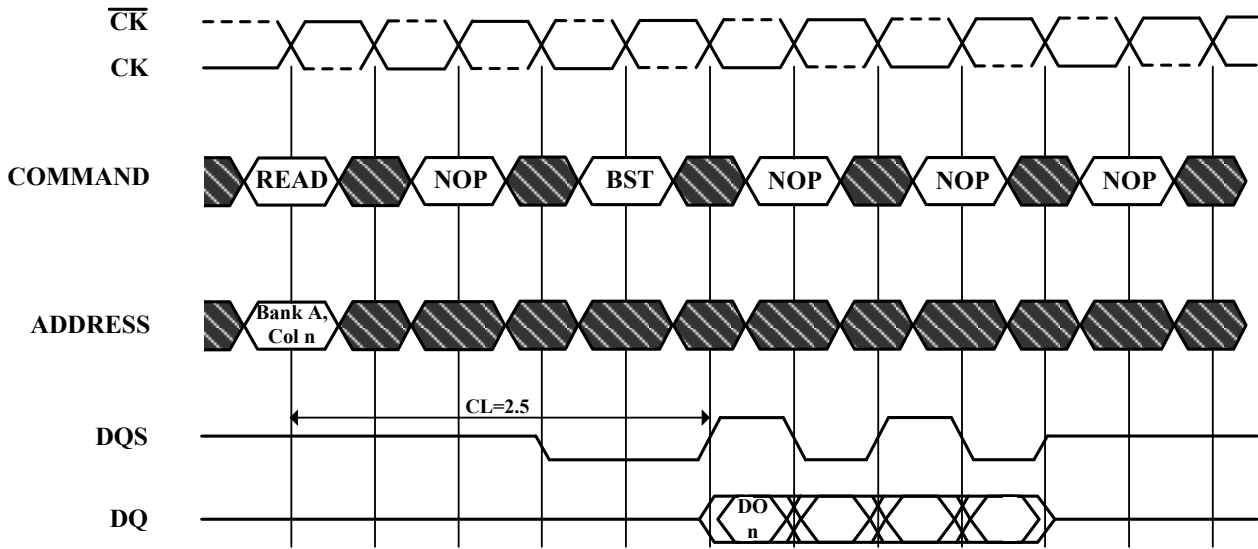 CK
CK
COMMAND READ NOP BST NOP NOP NOP
ADDRESS Bank A,
Col n
CL=2.5
DQS
DQ DO
n